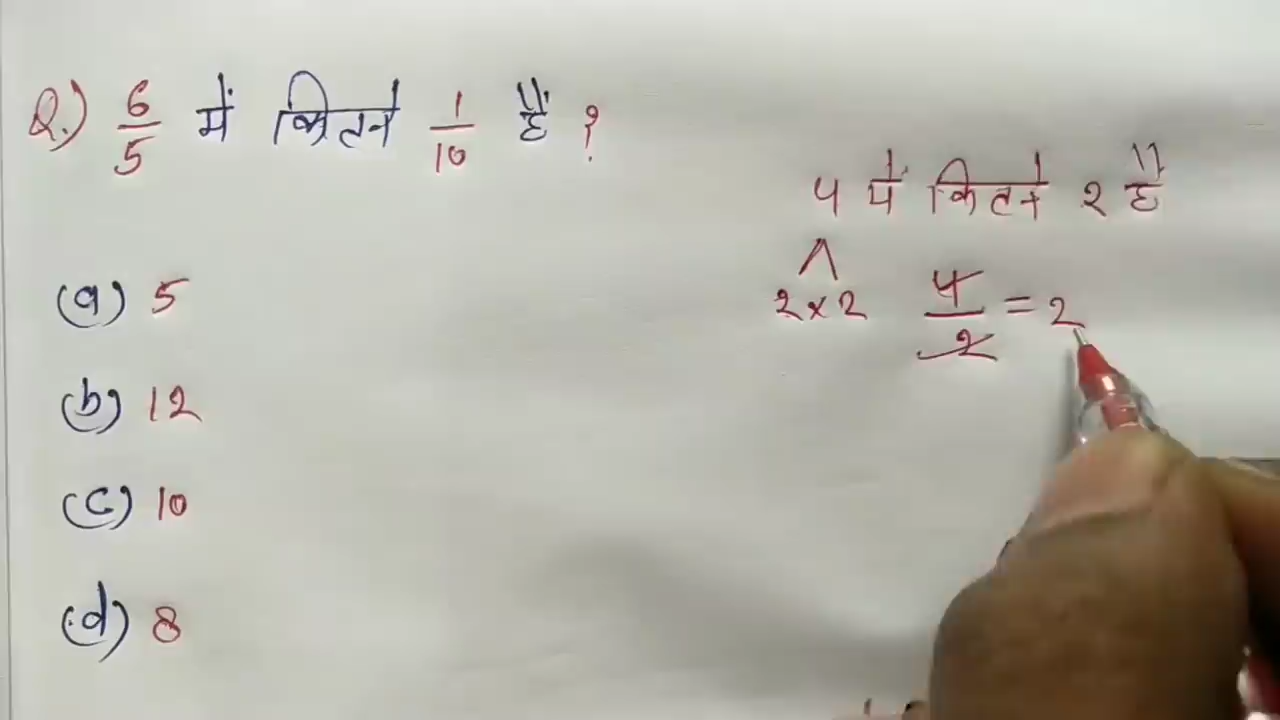 Q.) 6/5 में कितने 1/10 हैं ?
(a) 5
(b) 12
(c) 10
(d) 8
4 में कितने 2 हैं
2 x 2
4/2 = 2